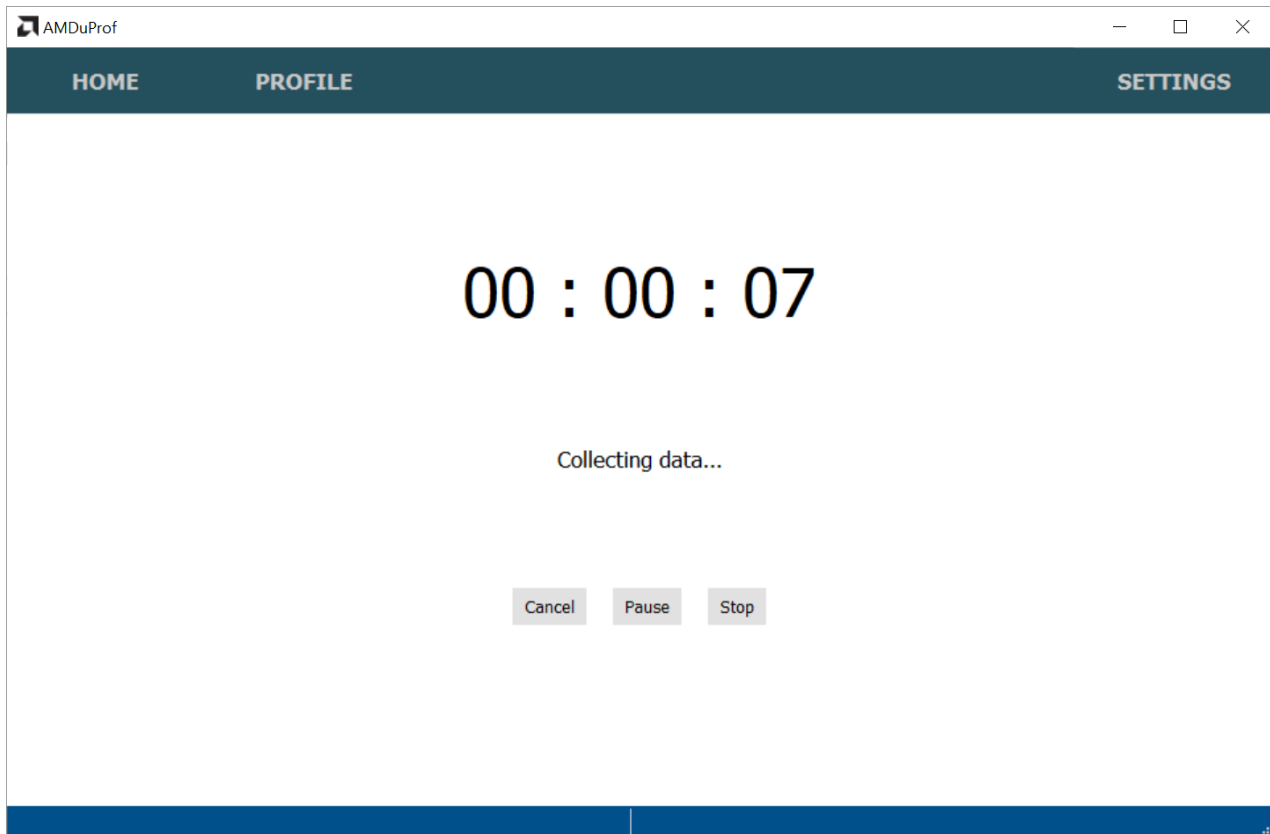 AMDuProf
HOME PROFILE SETTINGS
00 : 00 : 07
Collecting data...
Cancel Pause Stop